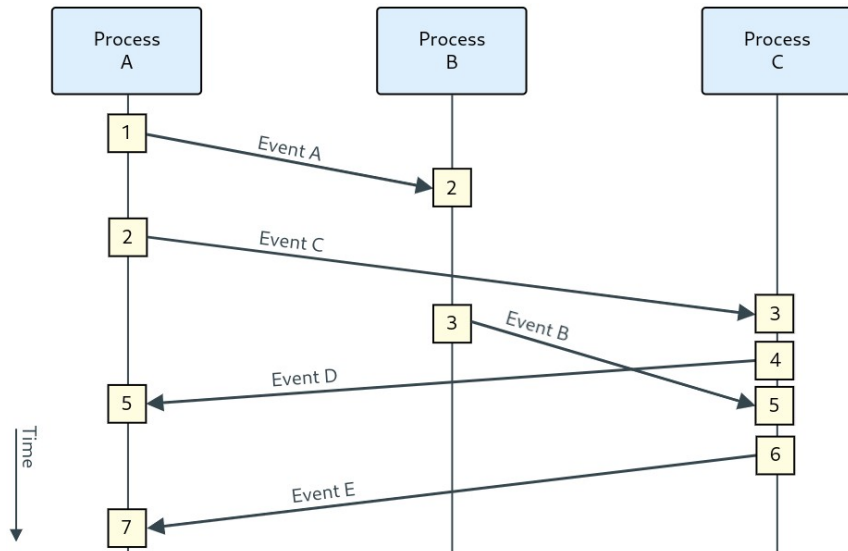 Process
A
Process
B
Process
C
1
Event A
2
2
Event C
3
3
Event B
4
Event D
5
5
Time
6
Event E
7